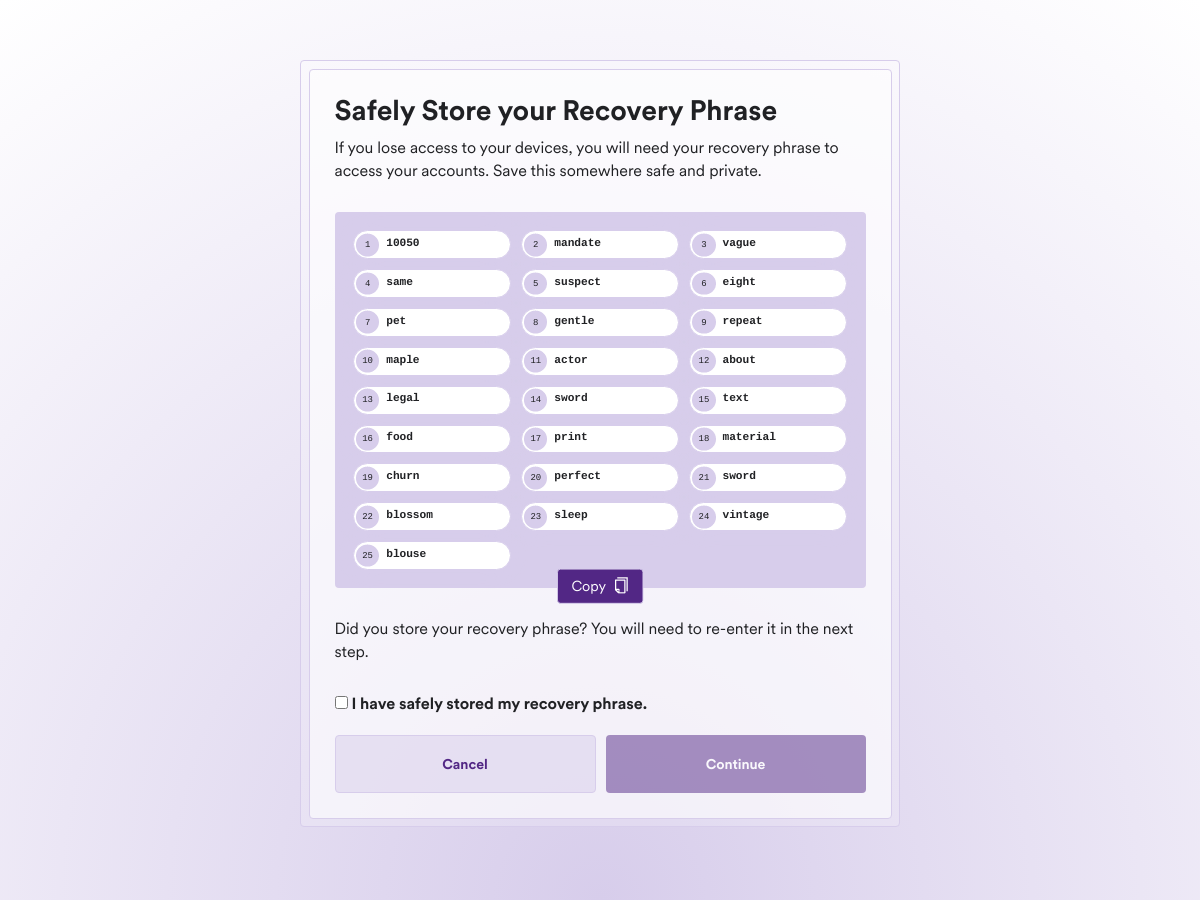 Safely Store your Recovery Phrase
If you lose access to your devices, you will need your recovery phrase to
access your accounts. Save this somewhere safe and private.
1 10050 2 mandate 3 vague
4 same 5 suspect 6 eight
7 pet 8 gentle 9 repeat
10 maple 11 actor 12 about
13 legal 14 sword 15 text
16 food 17 print 18 material
19 churn 20 perfect 21 sword
22 blossom 23 sleep 24 vintage
25 blouse
Copy
Did you store your recovery phrase? You will need to re-enter it in the next
step.
I have safely stored my recovery phrase.
Cancel Continue